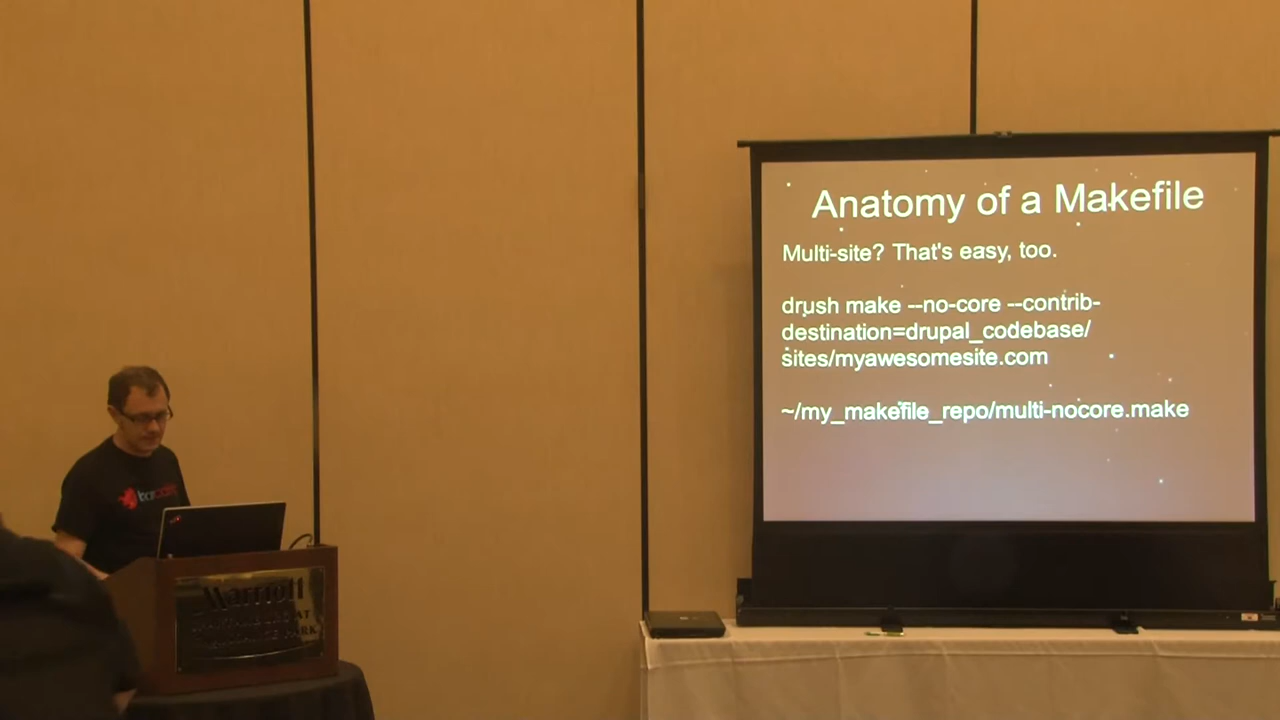 Anatomy of a Makefile
Multi-site? That's easy, too.
drush make --no-core --contrib-
destination=drupal_codebase/
sites/myawesomesite.com
~/my_makefile_repo/multi-nocore.make
Marriott